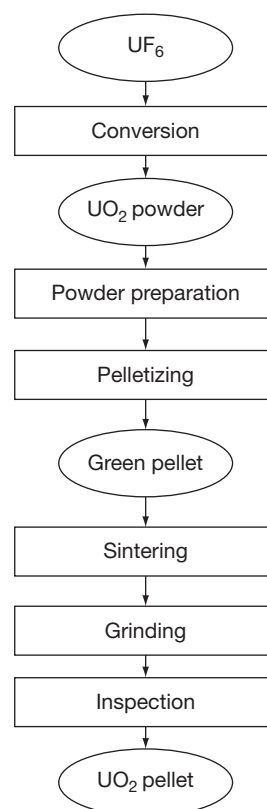 UF6
Conversion
UO2 powder
Powder preparation
Pelletizing
Green pellet
Sintering
Grinding
Inspection
UO2 pellet